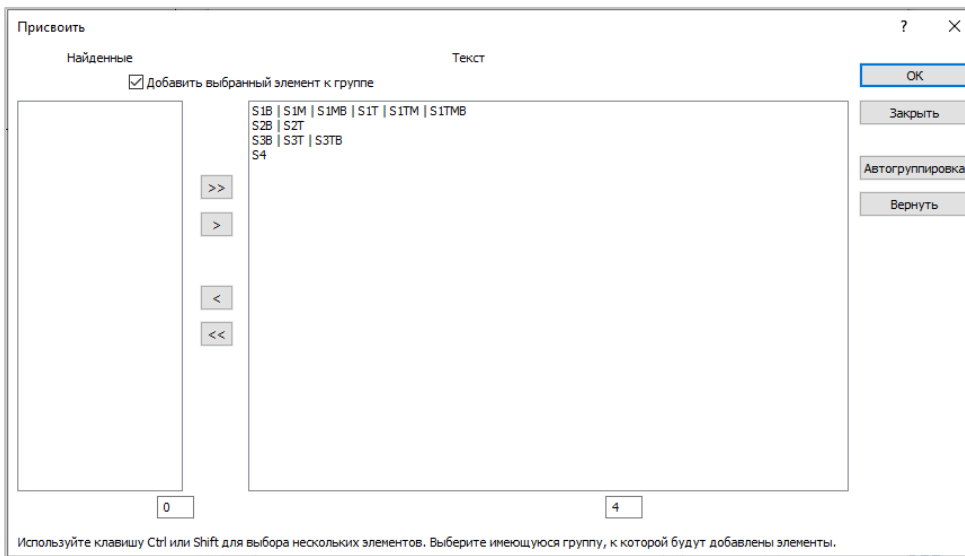 Присвоить
?
Найденные
Текст
Добавить выбранный элемент к группе
OK
Закрыть
Автогруппировка
Вернуть
S1B | S1M | S1MB | S1T | S1TM | S1TMB
S2B | S2T
S3B | S3T | S3TB
S4
>>
>
<
<<
0
4
Используйте клавишу Ctrl или Shift для выбора нескольких элементов. Выберите имеющуюся группу, к которой будут добавлены элементы.